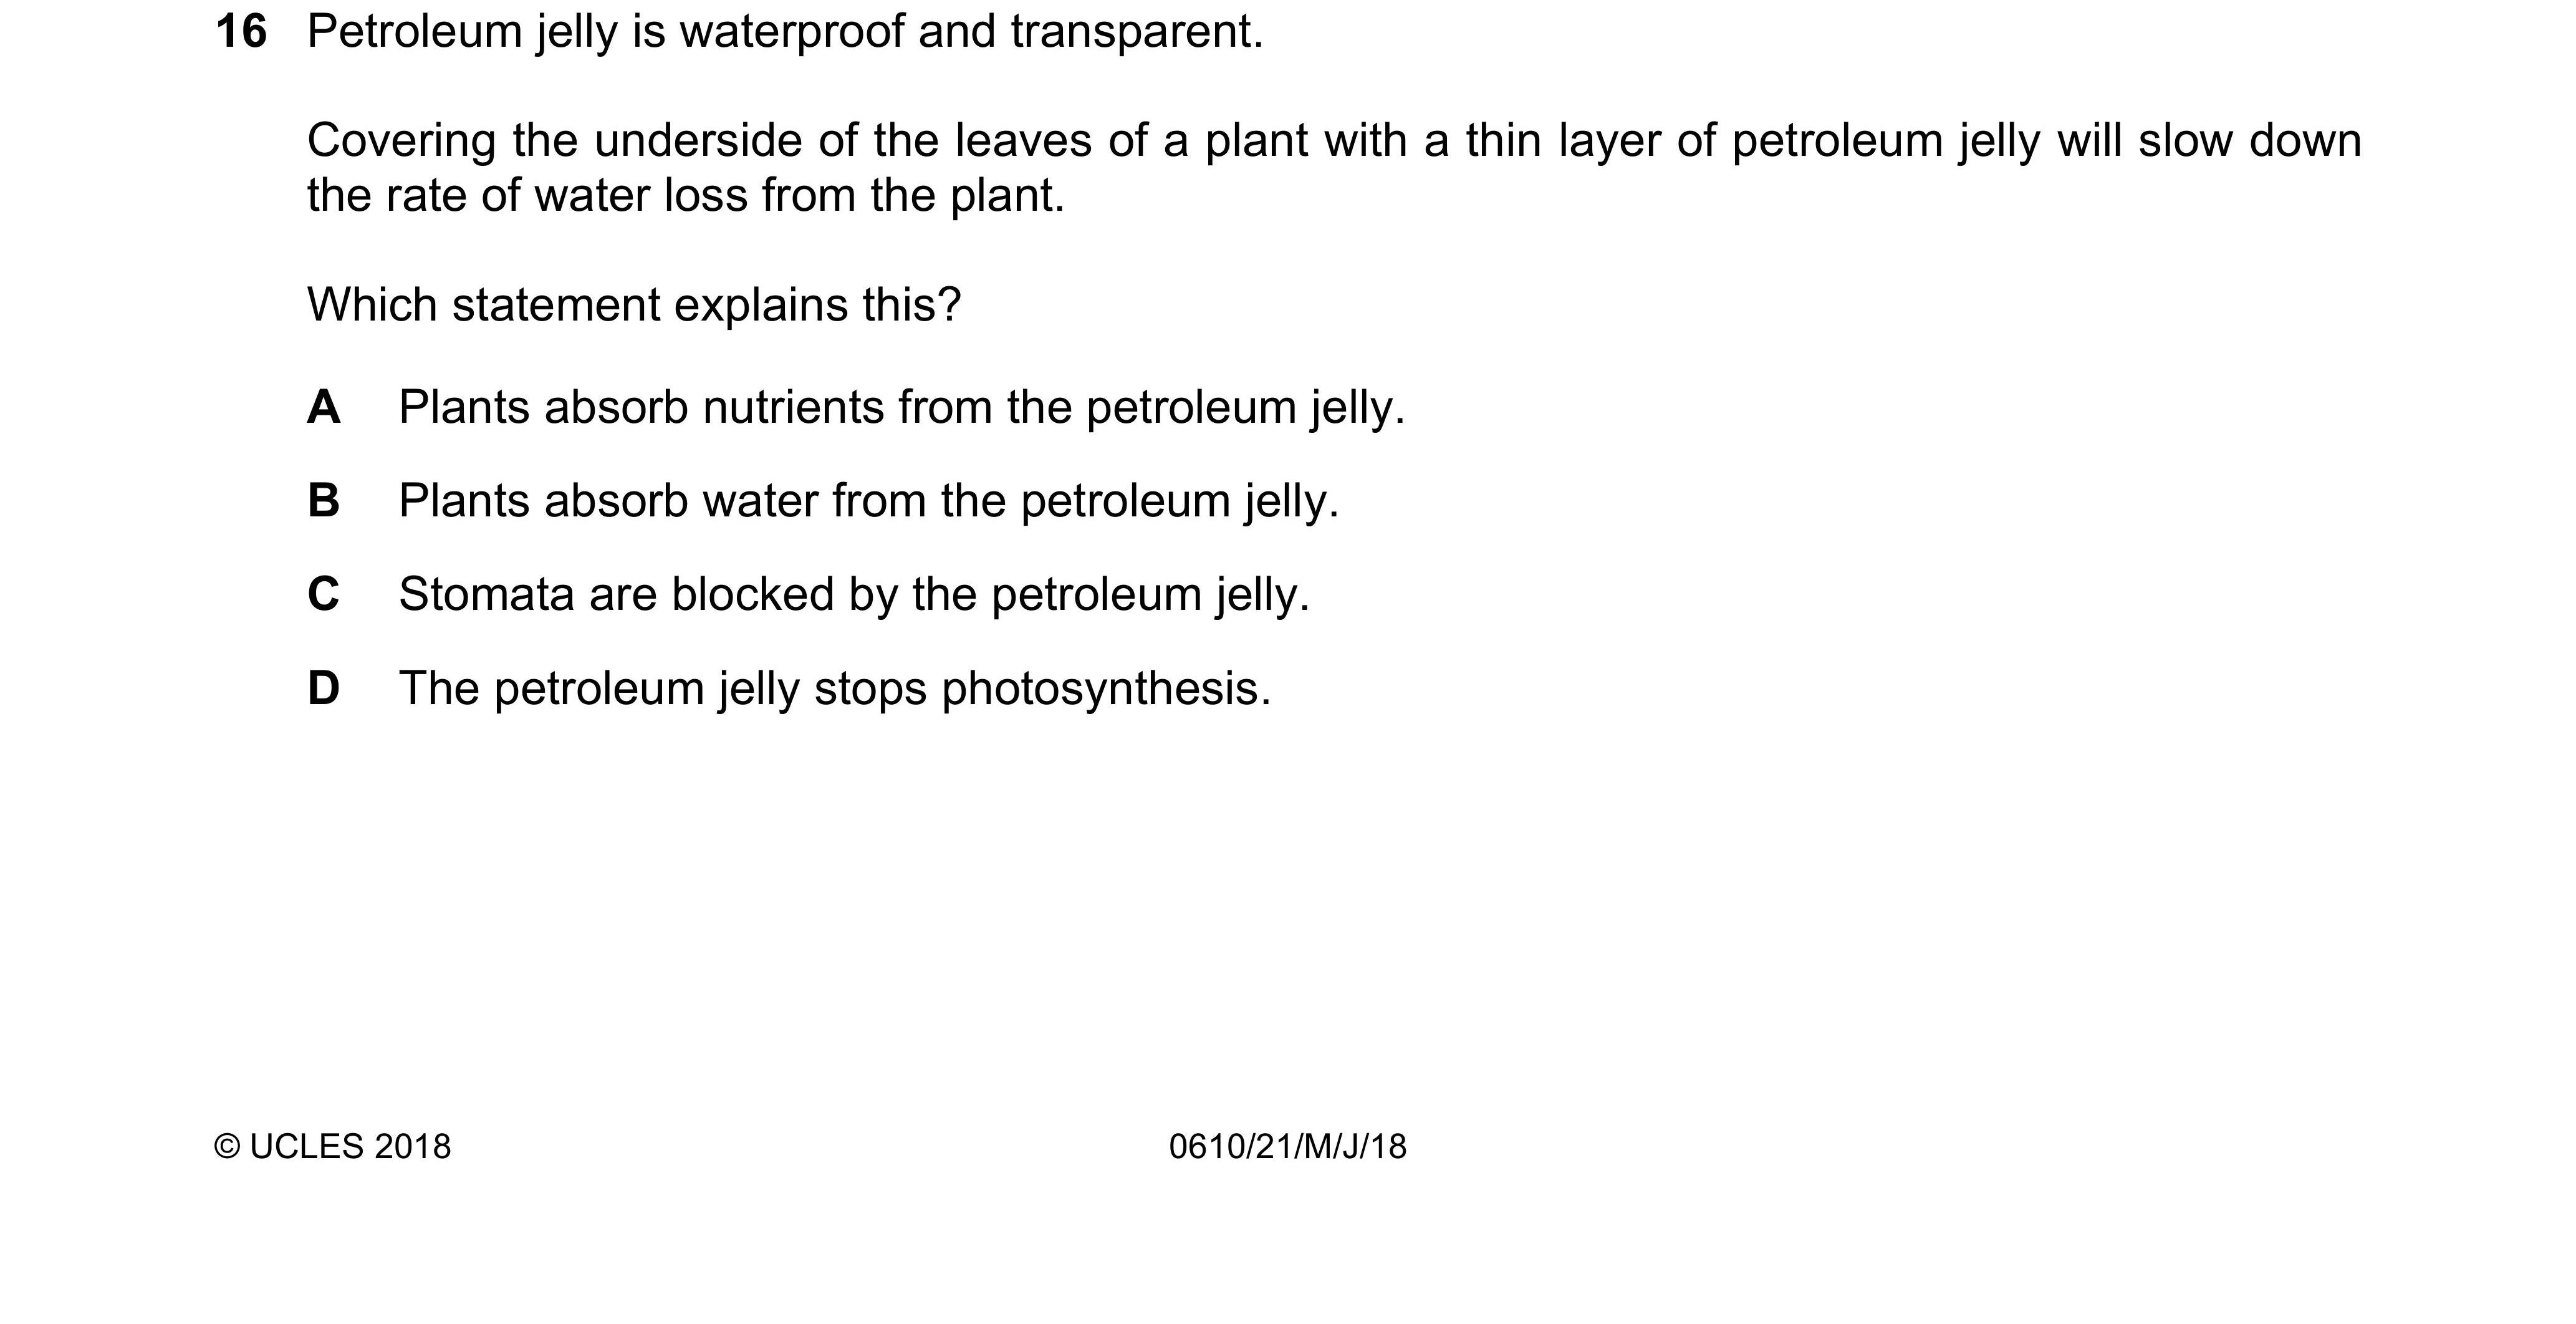 16 Petroleum jelly is waterproof and transparent.
Covering the underside of the leaves of a plant with a thin layer of petroleum jelly will slow down
the rate of water loss from the plant.
Which statement explains this?
A Plants absorb nutrients from the petroleum jelly.
B Plants absorb water from the petroleum jelly.
C Stomata are blocked by the petroleum jelly.
D The petroleum jelly stops photosynthesis.
© UCLES 2018 0610/21/M/J/18